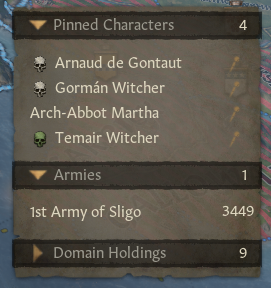 Pinned Characters 4
Arnaud de Gontaut
Gormán Witcher
Arch-Abbot Martha
Temair Witcher
Armies 1
1st Army of Sligo 3449
Domain Holdings 9